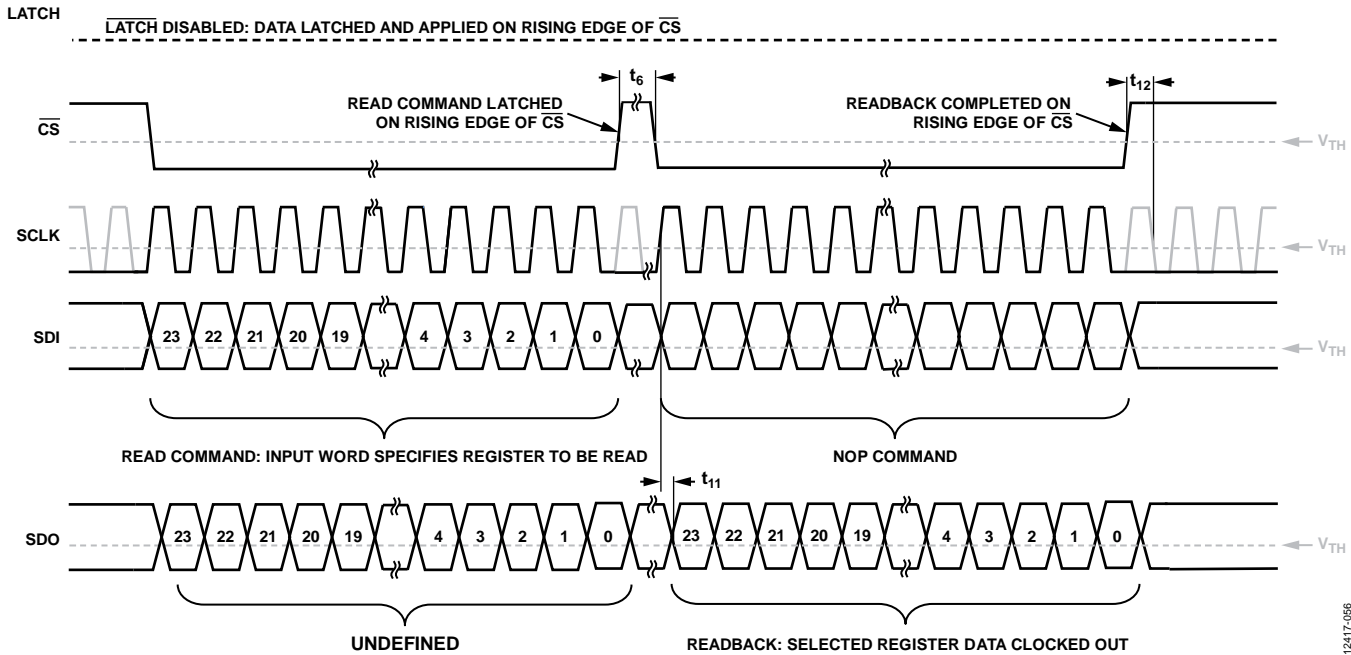 LATCH
LATCH DISABLED: DATA LATCHED AND APPLIED ON RISING EDGE OF CS
t6
t12
READ COMMAND LATCHED
ON RISING EDGE OF CS
READBACK COMPLETED ON
RISING EDGE OF CS
CS
VTH
SCLK
VTH
SDI
23 22 21 20 19 4 3 2 1 0
VTH
READ COMMAND: INPUT WORD SPECIFIES REGISTER TO BE READ
NOP COMMAND
t11
SDO
23 22 21 20 19 4 3 2 1 0 23 22 21 20 19 4 3 2 1 0
VTH
UNDEFINED
READBACK: SELECTED REGISTER DATA CLOCKED OUT
12417-056